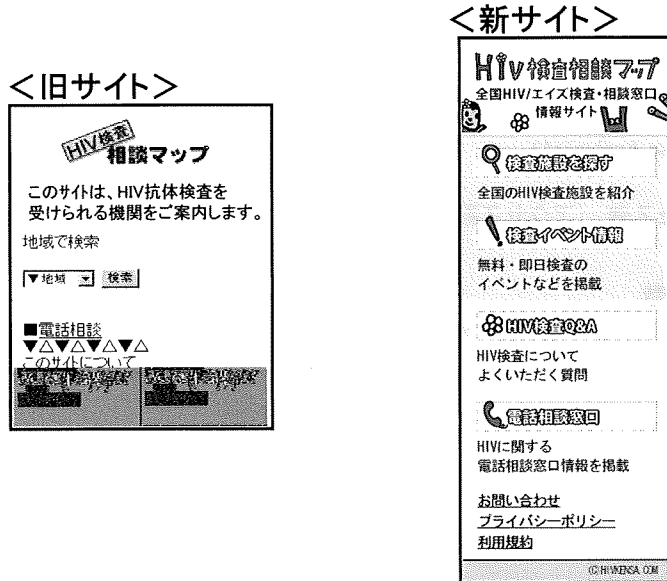 ＜旧サイト＞
HIV検査
相談マップ
このサイトは、HIV抗体検査を
受けられる機関をご案内します。
地域で検索
▼地域 検索
■電話相談
▼△▼△▼△▼△
このサイトについて
＜新サイト＞
HIV検査相談マップ
全国HIV/エイズ検査・相談窓口
情報サイト
検査施設を探す
全国のHIV検査施設を紹介
検査イベント情報
無料・即日検査の
イベントなどを掲載
HIV検査Q&A
HIV検査について
よくいただく質問
電話相談窓口
HIVに関する
電話相談窓口情報を掲載
お問い合わせ
プライバシーポリシー
利用規約
(C) HIVKENSA.COM